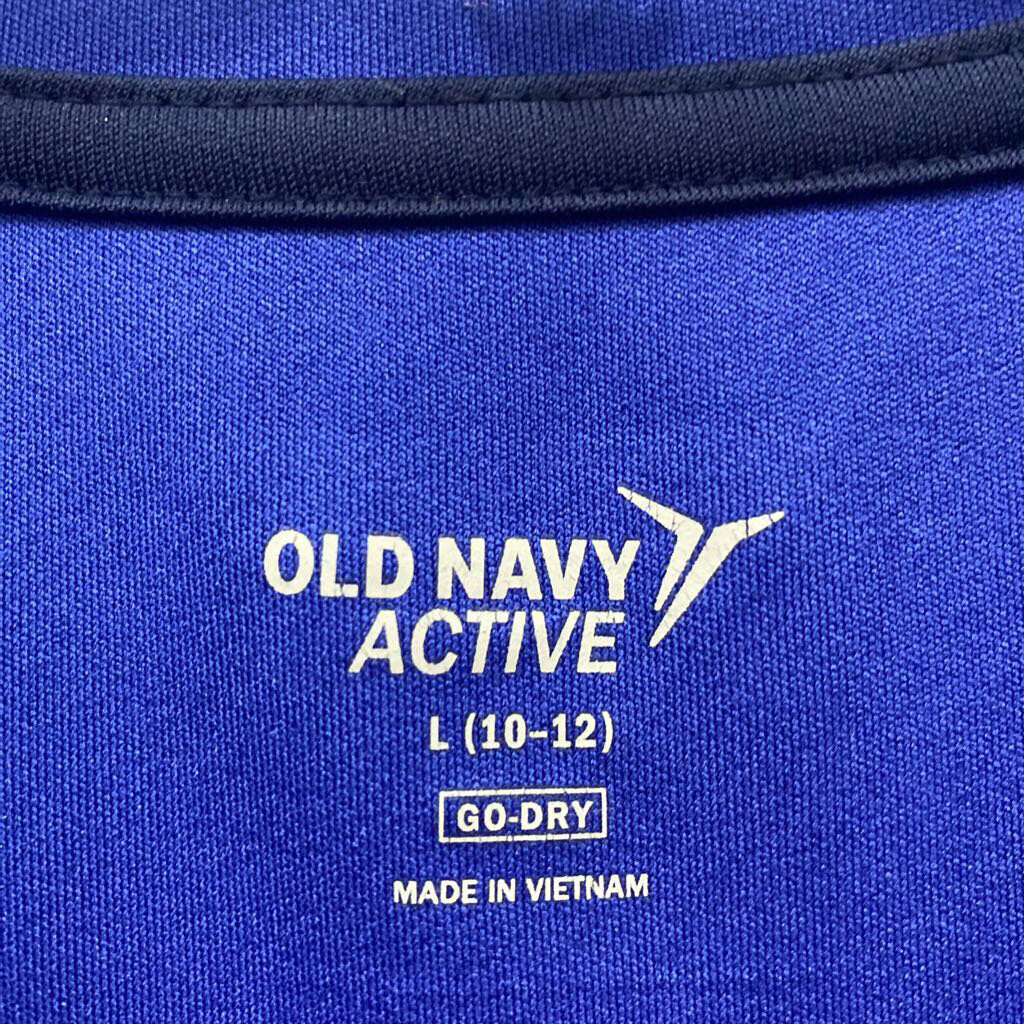 OLD NAVY
ACTIVE
L (10-12)
GO-DRY
MADE IN VIETNAM